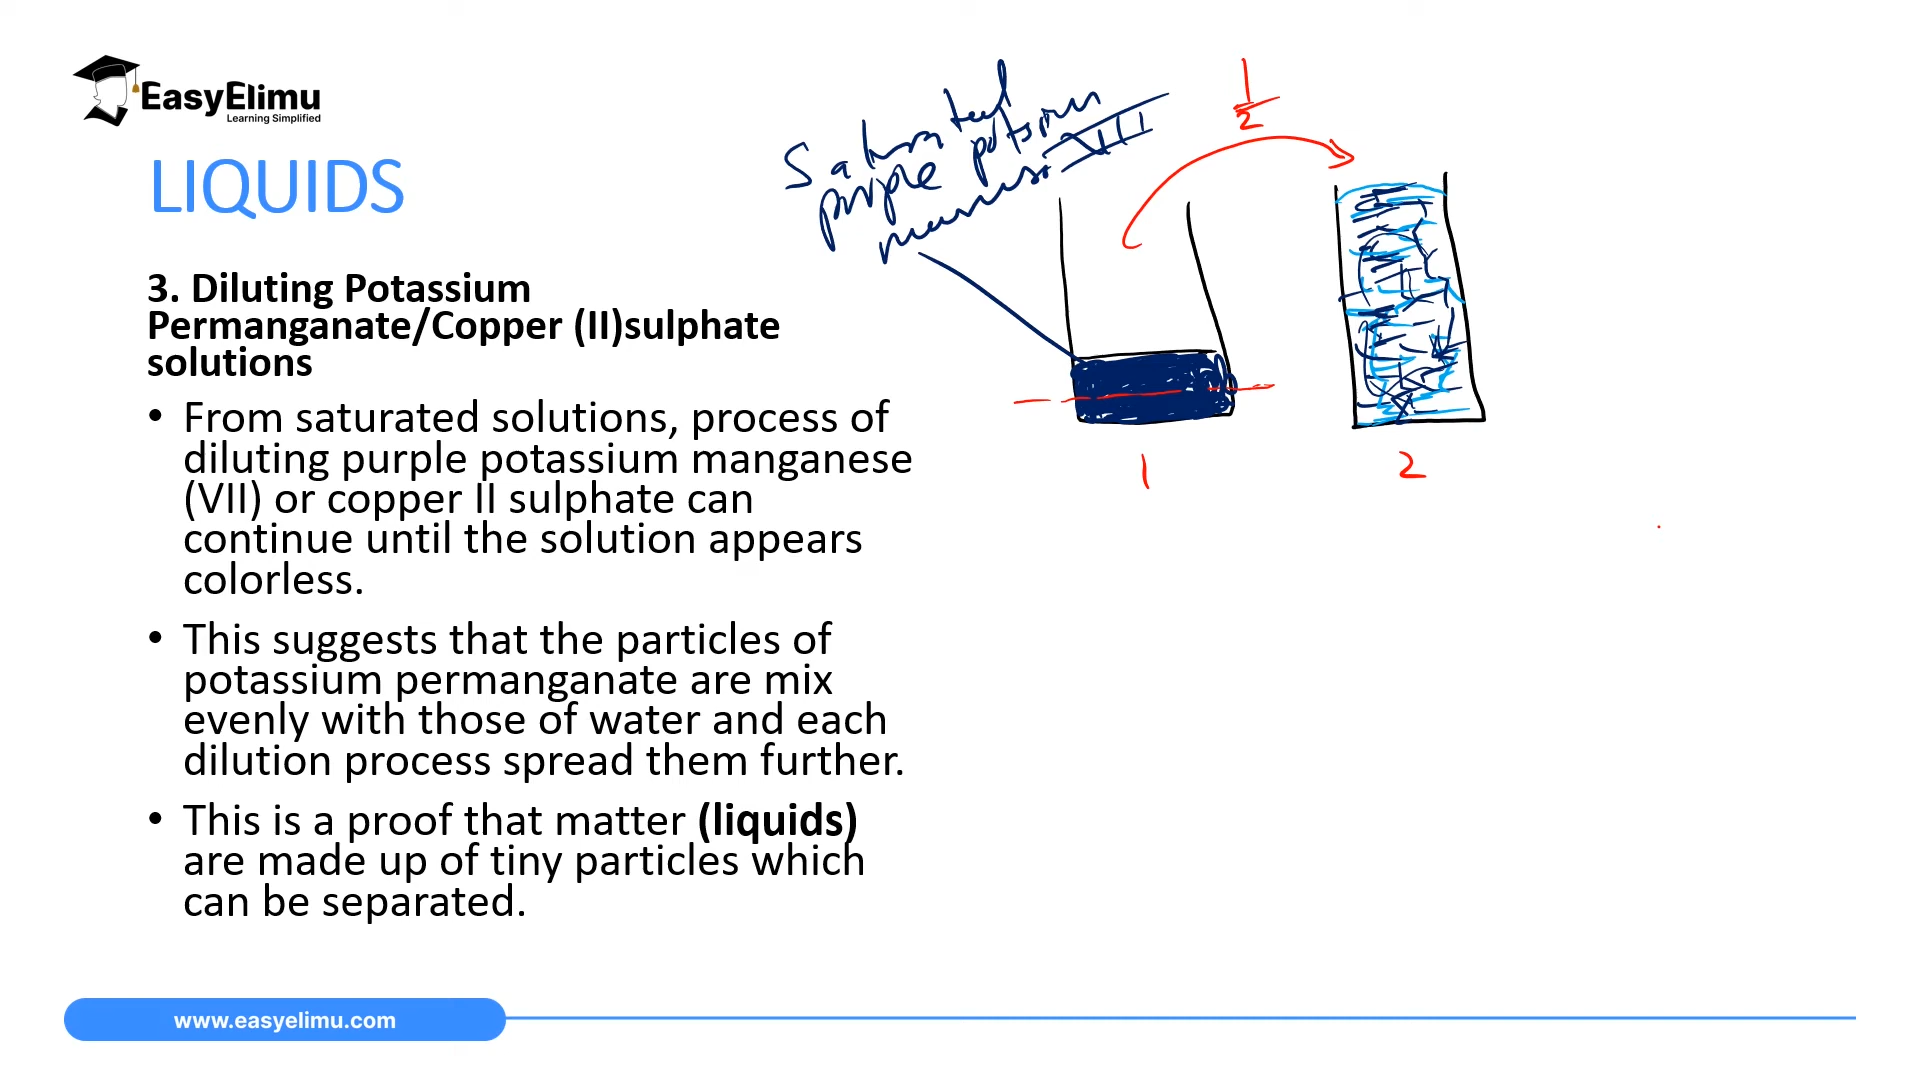 EasyElimu
Learning Simplified
LIQUIDS
3. Diluting Potassium
Permanganate/Copper (II)sulphate
solutions
• From saturated solutions, process of
diluting purple potassium manganese
(VII) or copper II sulphate can
continue until the solution appears
colorless.
• This suggests that the particles of
potassium permanganate are mix
evenly with those of water and each
dilution process spread them further.
• This is a proof that matter (liquids)
are made up of tiny particles which
can be separated.
www.easyelimu.com
purple
VII
1/2
1
2